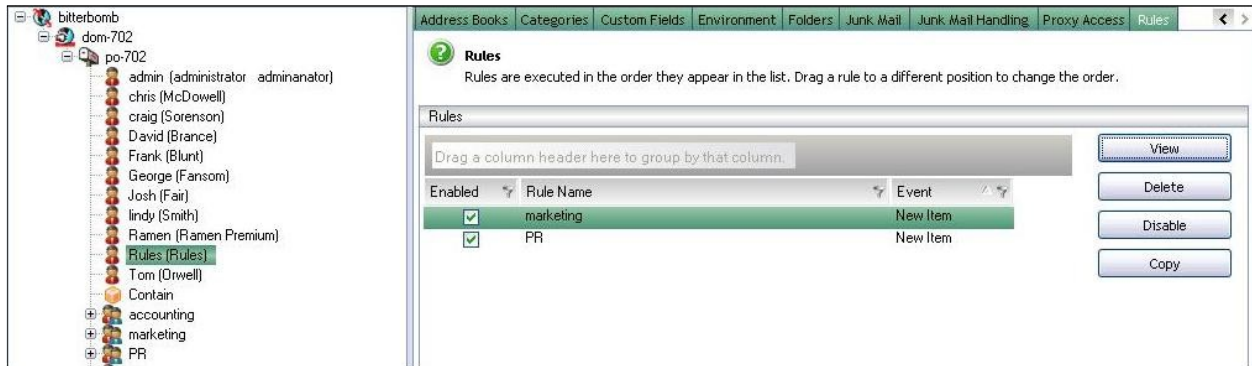 bitterbomb
dom-702
po-702
admin (administrator adminanator)
chris (McDowell)
craig (Sorenson)
David (Brance)
Frank (Blunt)
George (Fansom)
Josh (Fair)
lindy (Smith)
Ramen (Ramen Premium)
Rules (Rules)
Tom (Orwell)
Contain
accounting
marketing
PR
Address Books Categories Custom Fields Environment Folders Junk Mail Junk Mail Handling Proxy Access Rules
Rules
Rules are executed in the order they appear in the list. Drag a rule to a different position to change the order.
Rules
Drag a column header here to group by that column.
Enabled Rule Name Event
marketing New Item
PR New Item
View
Delete
Disable
Copy